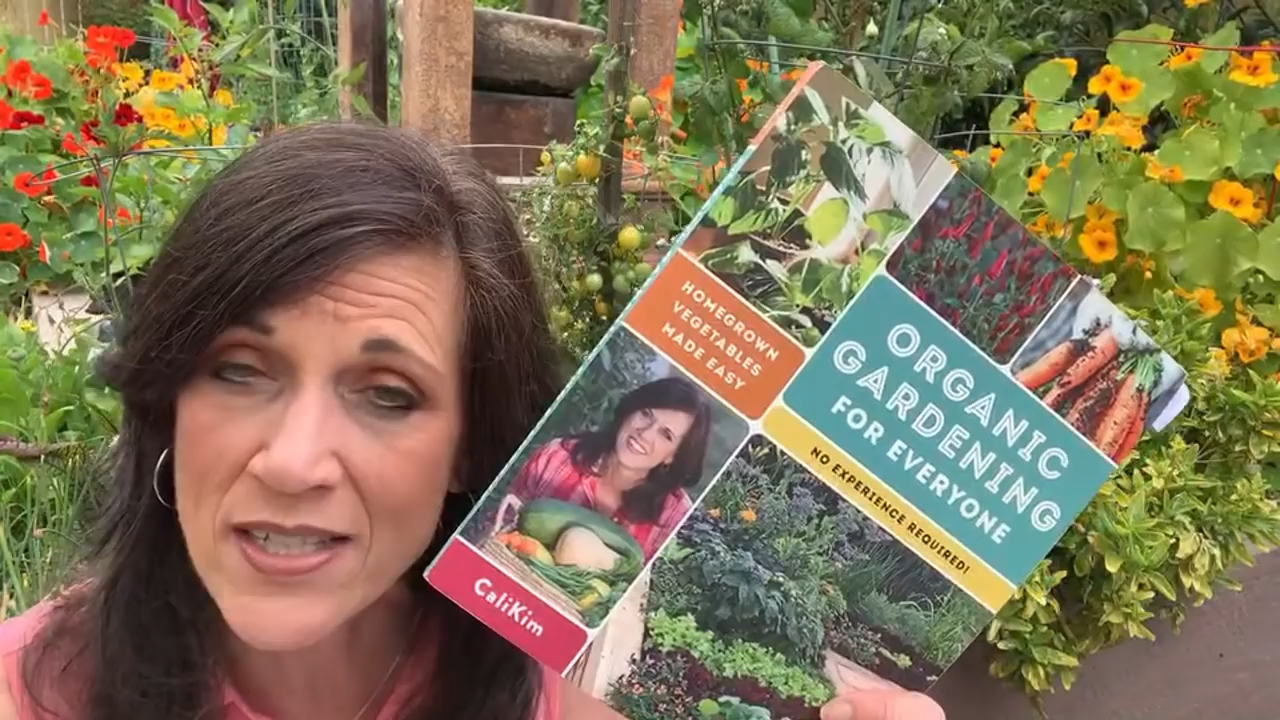 HOMEGROWN
VEGETABLES
MADE EASY
ORGANIC
GARDENING
FOR EVERYONE
NO EXPERIENCE REQUIRED!
CaliKim